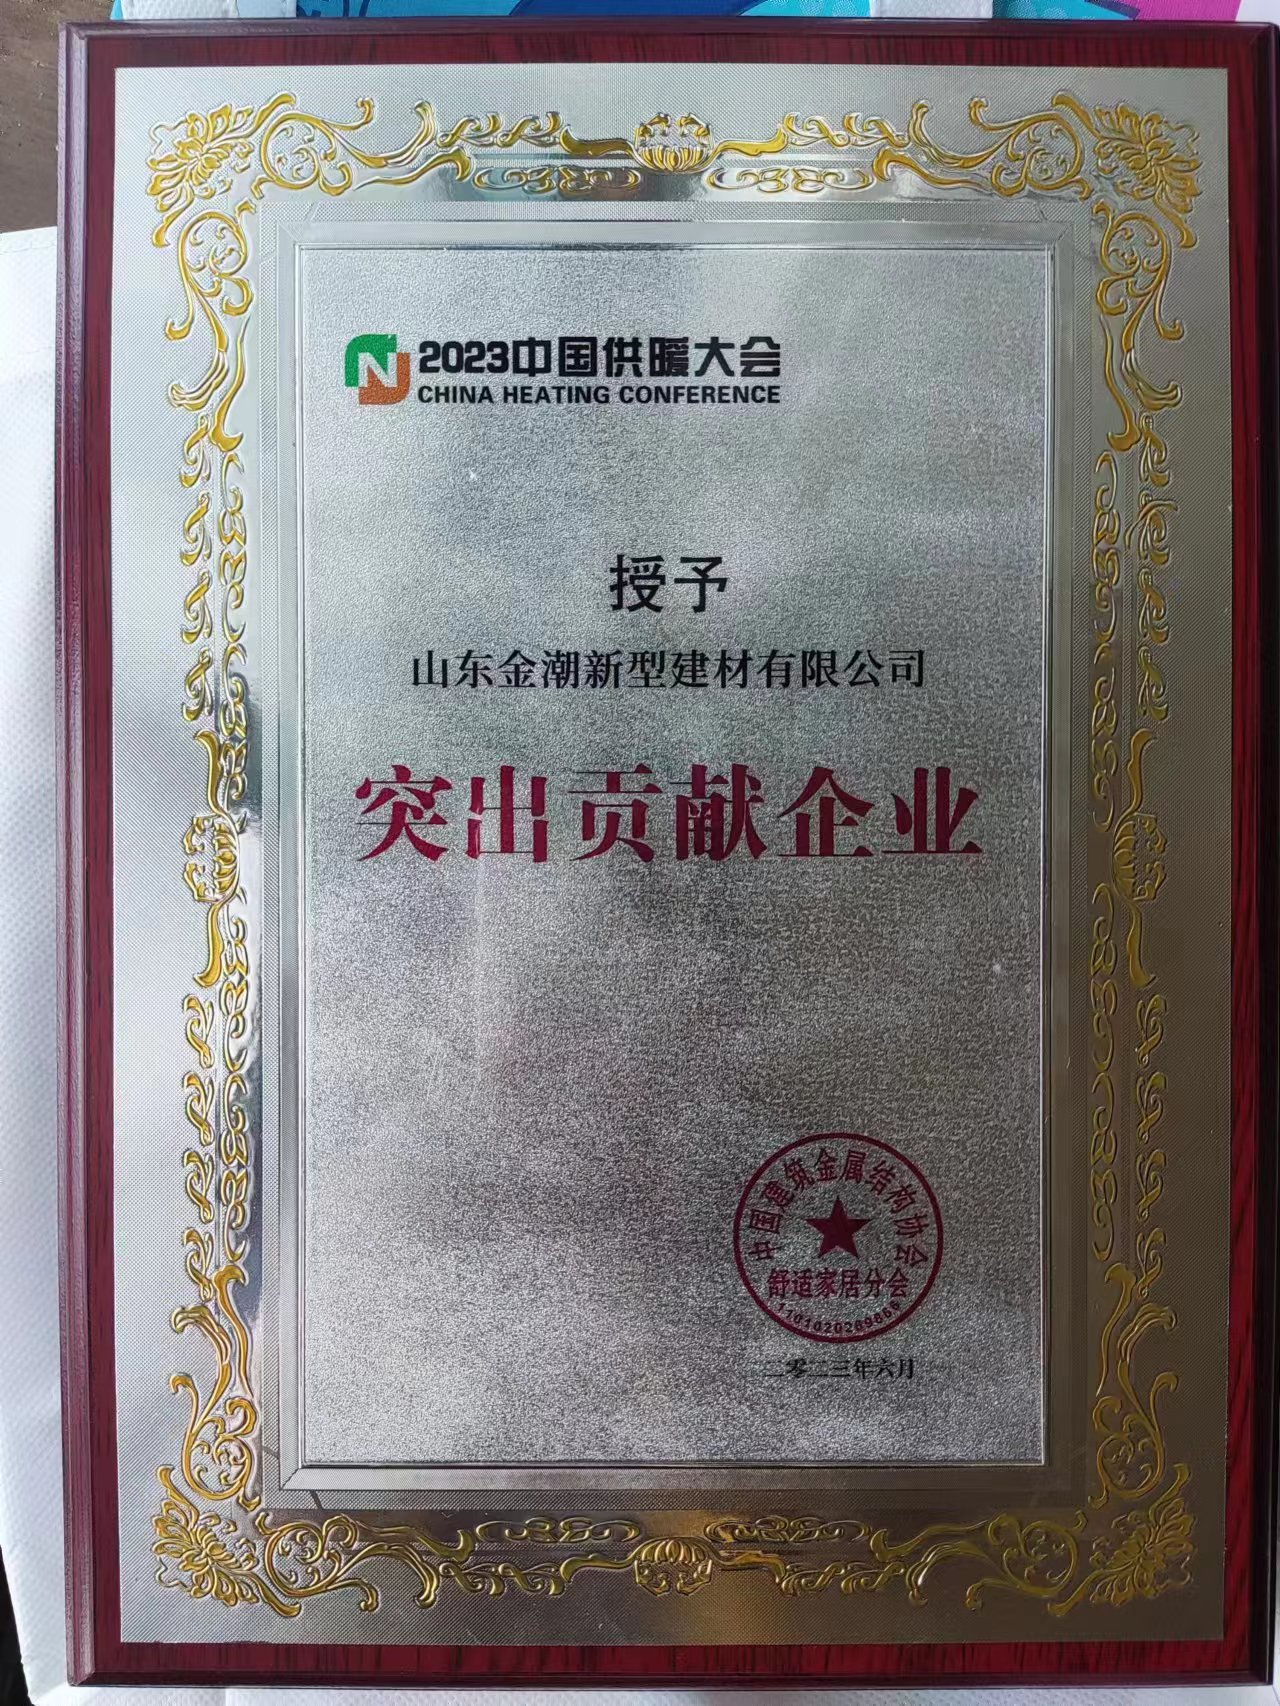 2023中国供暖大会
CHINA HEATING CONFERENCE
授予
山东金潮新型建材有限公司
突出贡献企业
中国建筑金属结构协会
舒适家居分会
二零二三年六月